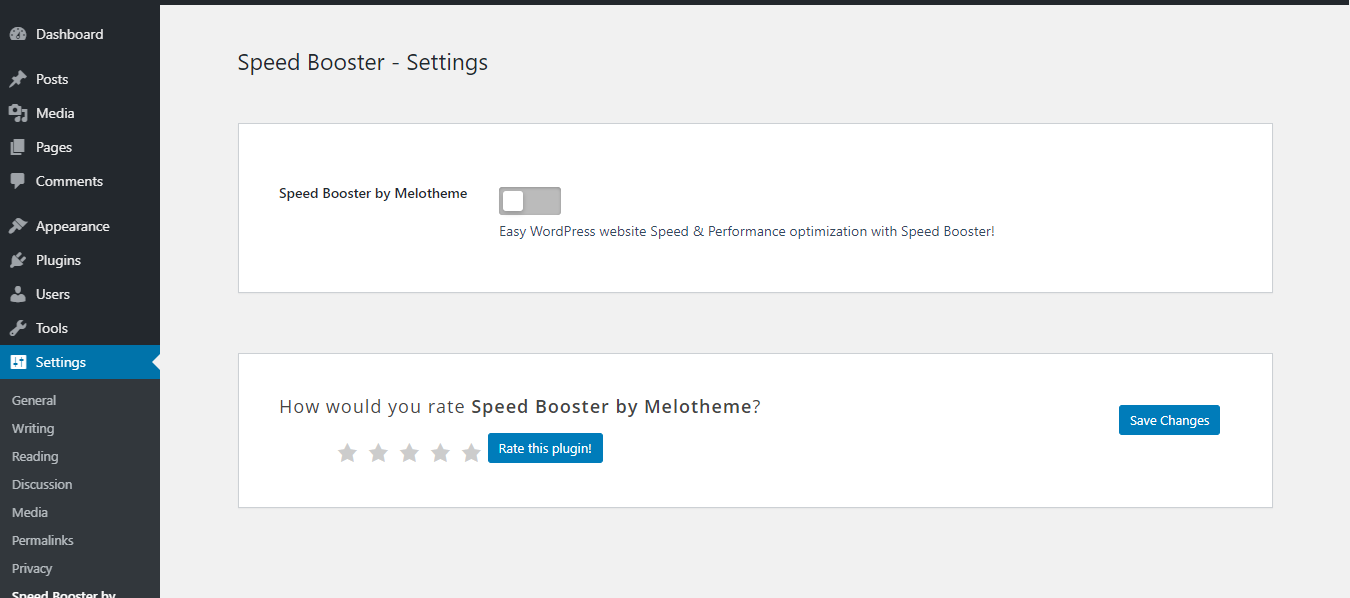 Dashboard
Posts
Media
Pages
Comments
Appearance
Plugins
Users
Tools
Settings
General
Writing
Reading
Discussion
Media
Permalinks
Privacy
Speed Booster by
Speed Booster - Settings
Speed Booster by Melotheme
Easy WordPress website Speed & Performance optimization with Speed Booster!
How would you rate Speed Booster by Melotheme?
Rate this plugin!
Save Changes